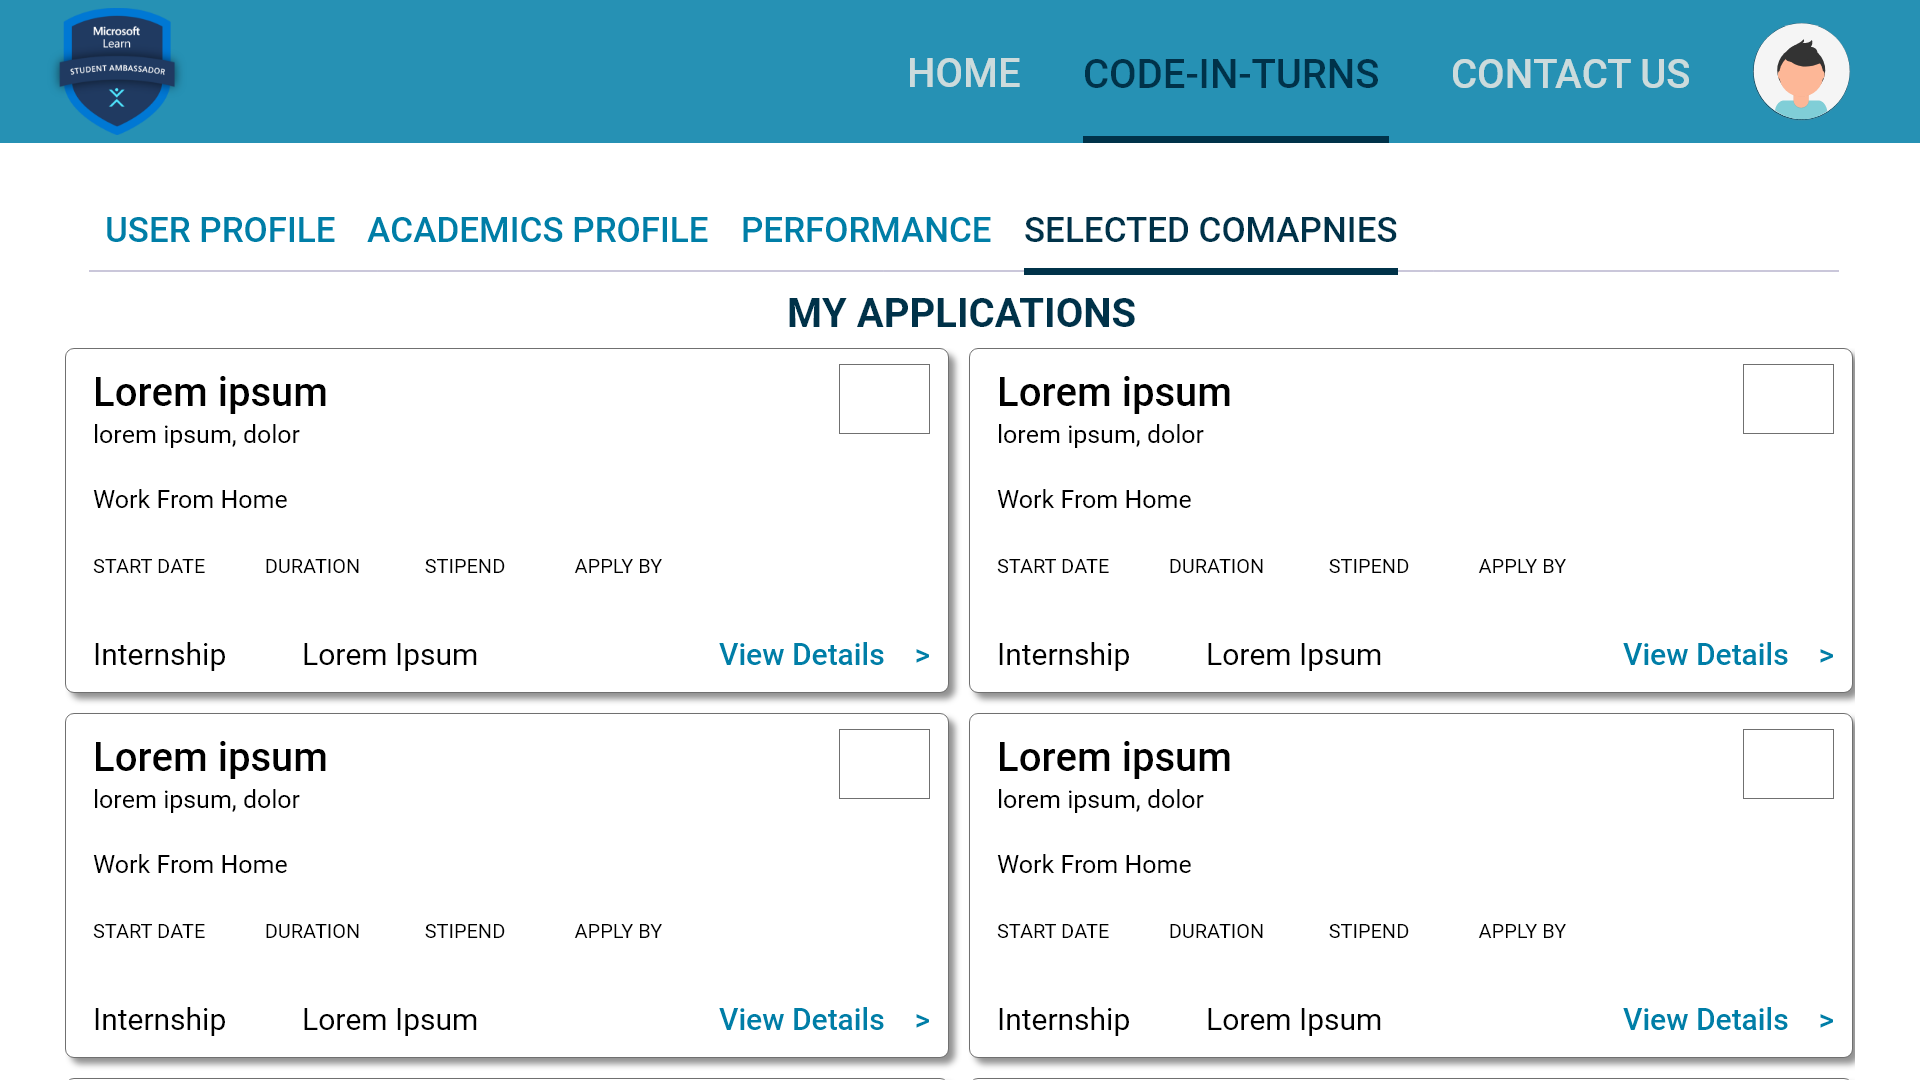 Microsoft
Learn
STUDENT AMBASSADOR
HOME CODE-IN-TURNS CONTACT US
USER PROFILE ACADEMICS PROFILE PERFORMANCE SELECTED COMAPNIES
MY APPLICATIONS
Lorem ipsum
lorem ipsum, dolor
Work From Home
START DATE DURATION STIPEND APPLY BY
Internship Lorem Ipsum View Details >
Lorem ipsum
lorem ipsum, dolor
Work From Home
START DATE DURATION STIPEND APPLY BY
Internship Lorem Ipsum View Details >
Lorem ipsum
lorem ipsum, dolor
Work From Home
START DATE DURATION STIPEND APPLY BY
Internship Lorem Ipsum View Details >
Lorem ipsum
lorem ipsum, dolor
Work From Home
START DATE DURATION STIPEND APPLY BY
Internship Lorem Ipsum View Details >